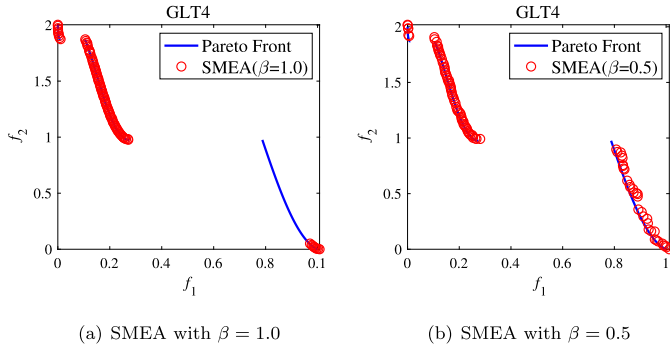 GLT4
2
1.5
1
0.5
0
f2
Pareto Front
SMEA(β=1.0)
0 0.2 0.4 0.6 0.8 0.1
f1
(a) SMEA with β = 1.0
GLT4
2
1.5
1
0.5
0
f2
Pareto Front
SMEA(β=0.5)
0 0.2 0.4 0.6 0.8 1
f1
(b) SMEA with β = 0.5